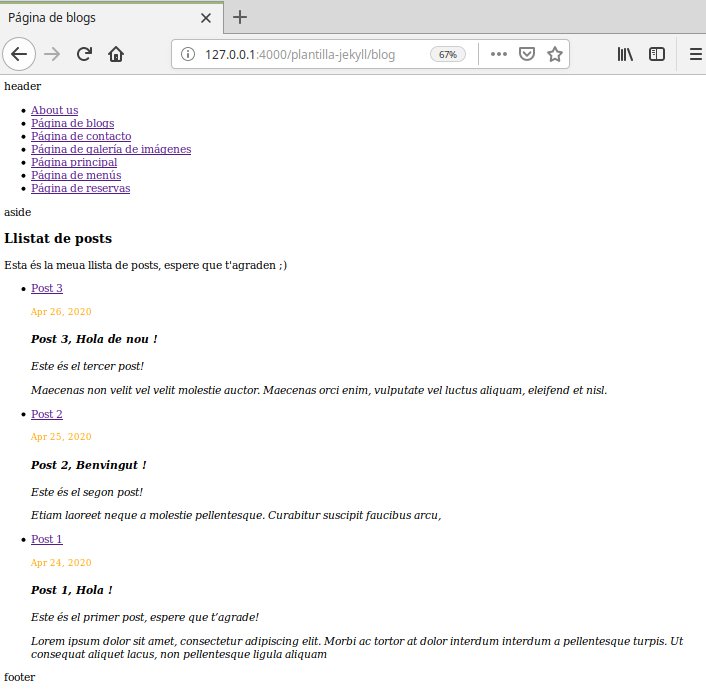 Página de blogs
127.0.0.1:4000/plantilla-jekyll/blog
67%
header
About us
Página de blogs
Página de contacto
Página de galería de imágenes
Página principal
Página de menús
Página de reservas
aside
Llistat de posts
Esta és la meua llista de posts, espere que t'agraden ;)
Post 3
Apr 26, 2020
Post 3, Hola de nou !
Este és el tercer post!
Maecenas non velit vel velit molestie auctor. Maecenas orci enim, vulputate vel luctus aliquam, eleifend et nisl.
Post 2
Apr 25, 2020
Post 2, Benvingut !
Este és el segon post!
Etiam laoreet neque a molestie pellentesque. Curabitur suscipit faucibus arcu,
Post 1
Apr 24, 2020
Post 1, Hola !
Este és el primer post, espere que t’agrade!
Lorem ipsum dolor sit amet, consectetur adipiscing elit. Morbi ac tortor at dolor interdum interdum a pellentesque turpis. Ut
consequat aliquet lacus, non pellentesque ligula aliquam
footer